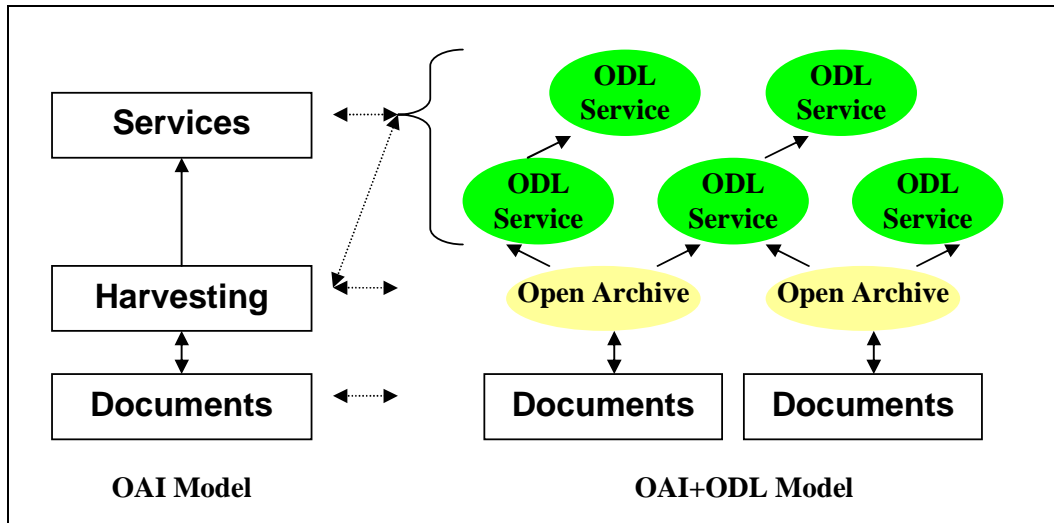 Services
Harvesting
Documents
OAI Model
ODL
Service
ODL
Service
ODL
Service
ODL
Service
ODL
Service
Open Archive
Open Archive
Documents
Documents
OAI+ODL Model